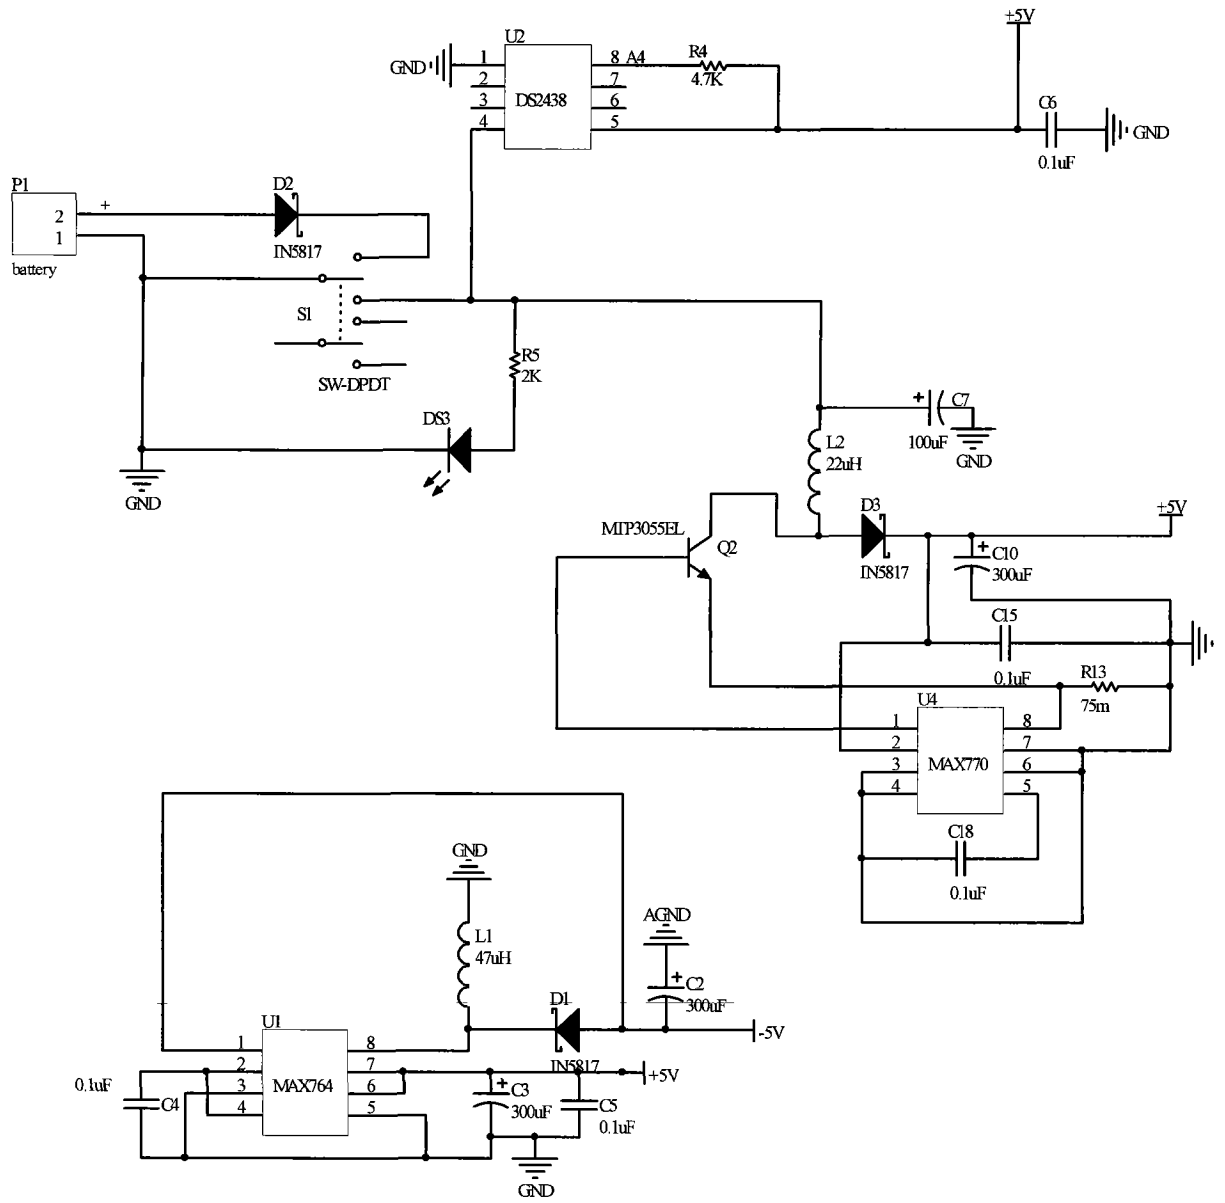 +5V
U2
GND
1
8
A4
R4
4.7K
2
7
DS2438
3
6
4
5
C6
0.1uF
GND
P1
2
1
+
battery
D2
IN5817
S1
SW-DPDT
R5
2K
DS3
GND
+
C7
100uF
GND
L2
22uH
D3
IN5817
+5V
MTP3055EL
Q2
+
C10
300uF
C15
0.1uF
R13
75m
U4
1
8
2
7
MAX770
3
6
4
5
C18
0.1uF
GND
L1
47uH
AGND
+
C2
300uF
D1
IN5817
-5V
U1
1
8
2
7
+5V
0.1uF
C4
3
6
MAX764
4
5
+
C3
300uF
C5
0.1uF
GND